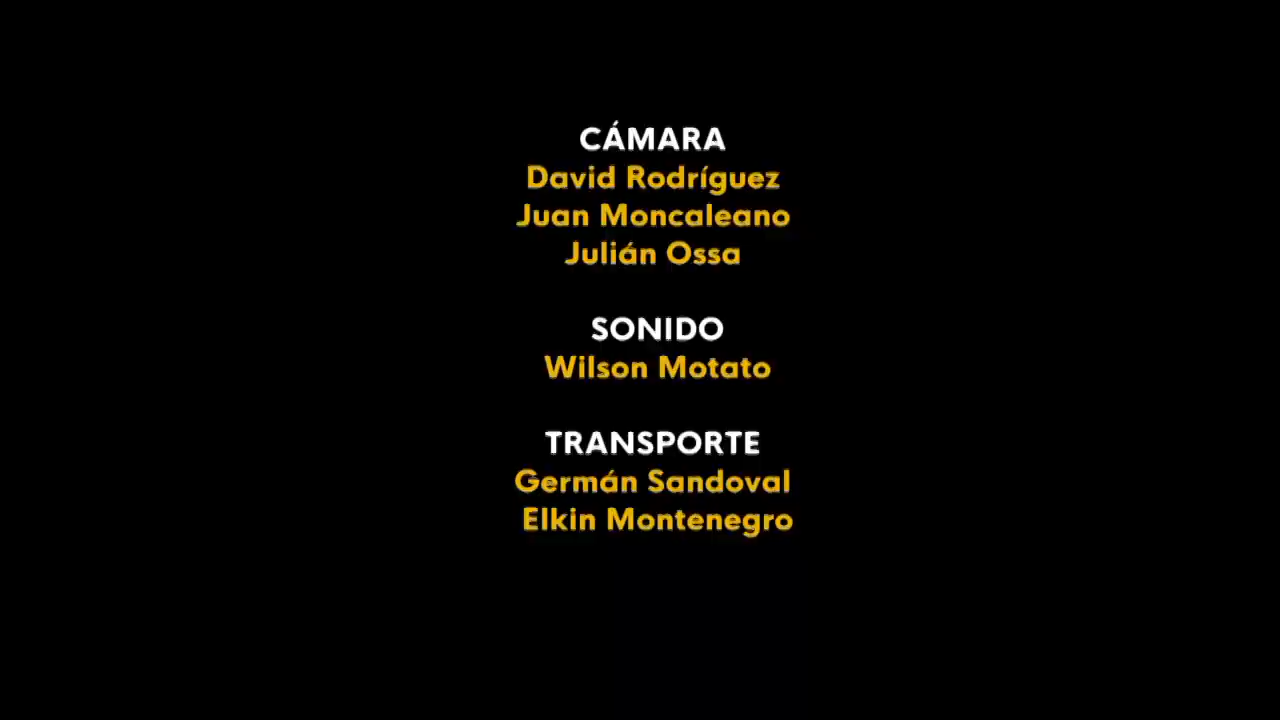 CÁMARA
David Rodríguez
Juan Moncaleano
Julián Ossa
SONIDO
Wilson Motato
TRANSPORTE
Germán Sandoval
Elkin Montenegro